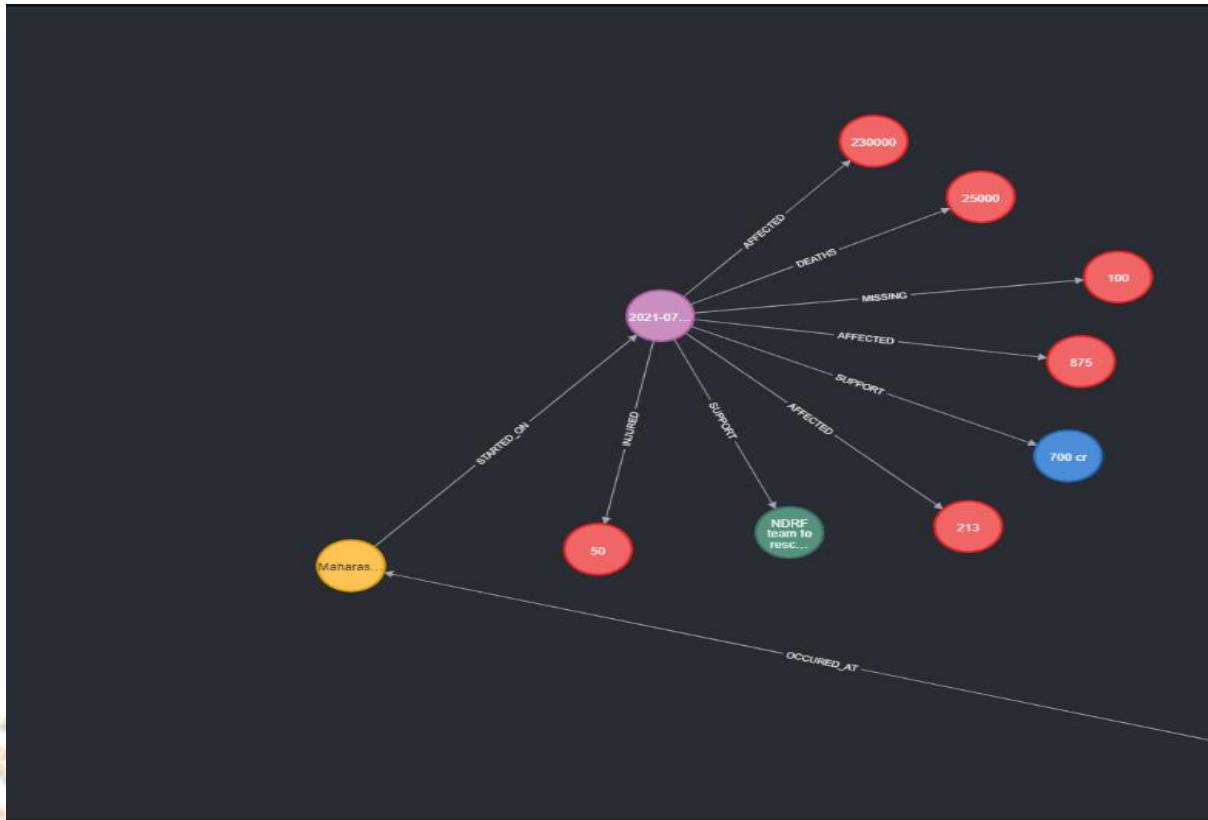 230000
25000
AFFECTED
DEATHS
100
MISSING
2021-07...
AFFECTED
875
SUPPORT
AFFECTED
SUPPORT
INJURED
STARTED_ON
700 cr
213
NDRF
team to
resc...
50
Maharas...
OCCURED_AT